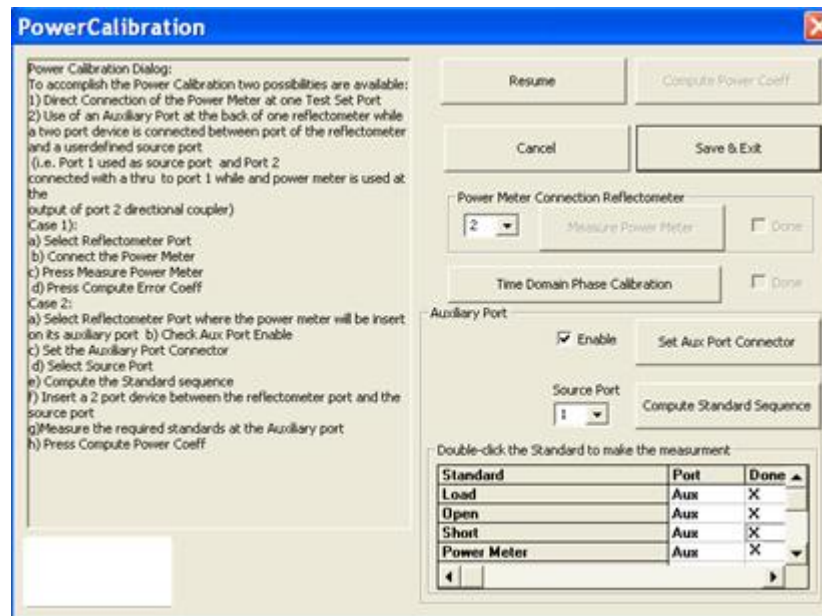 PowerCalibration
Power Calibration Dialog:
To accomplish the Power Calibration two possibilities are available:
1) Direct Connection of the Power Meter at one Test Set Port
2) Use of an Auxiliary Port at the back of one reflectometer while
a two port device is connected between port of the reflectometer
and a userdefined source port
(i.e. Port 1 used as source port and Port 2
connected with a thru to port 1 while and power meter is used at
the
output of port 2 directional coupler)
Case 1):
a) Select Reflectometer Port
b) Connect the Power Meter
c) Press Measure Power Meter
d) Press Compute Error Coeff
Case 2:
a) Select Reflectometer Port where the power meter will be insert
on its auxiliary port b) Check Aux Port Enable
c) Set the Auxiliary Port Connector
d) Select Source Port
e) Compute the Standard sequence
f) Insert a 2 port device between the reflectometer port and the
source port
g)Measure the required standards at the Auxiliary port
h) Press Compute Power Coeff
Resume
Compute Power Coeff
Cancel
Save & Exit
Power Meter Connection Reflectometer
2
Measure Power Meter
Done
Time Domain Phase Calibration
Done
Auxiliary Port
Enable
Set Aux Port Connector
Source Port
1
Compute Standard Sequence
Double-click the Standard to make the measurment
Standard Port Done
Load Aux X
Open Aux X
Short Aux X
Power Meter Aux X